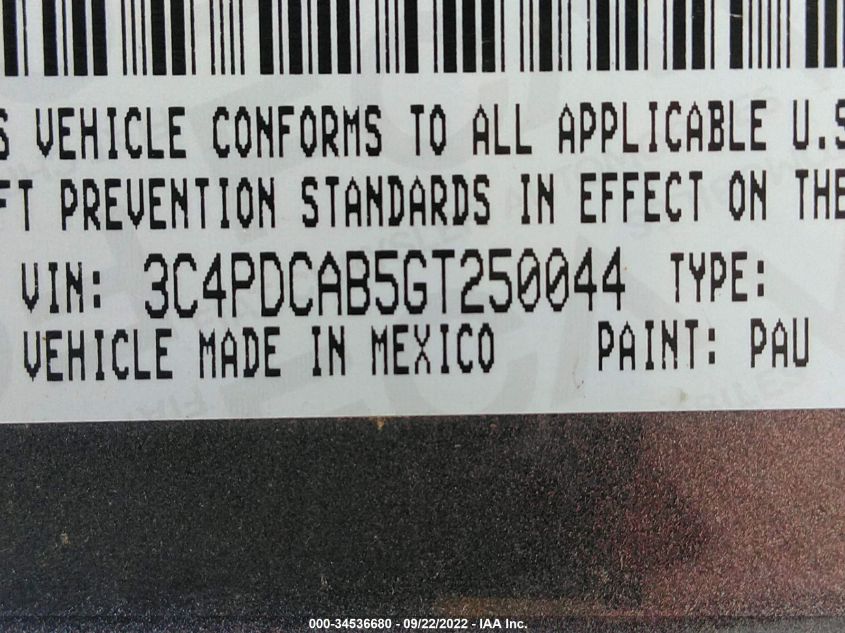 S VEHICLE CONFORMS TO ALL APPLICABLE U.S
FT PREVENTION STANDARDS IN EFFECT ON THE
VIN: 3C4PDCAB5GT250044 TYPE:
VEHICLE MADE IN MEXICO PAINT: PAU
000-34536680 - 09/22/2022 - IAA Inc.